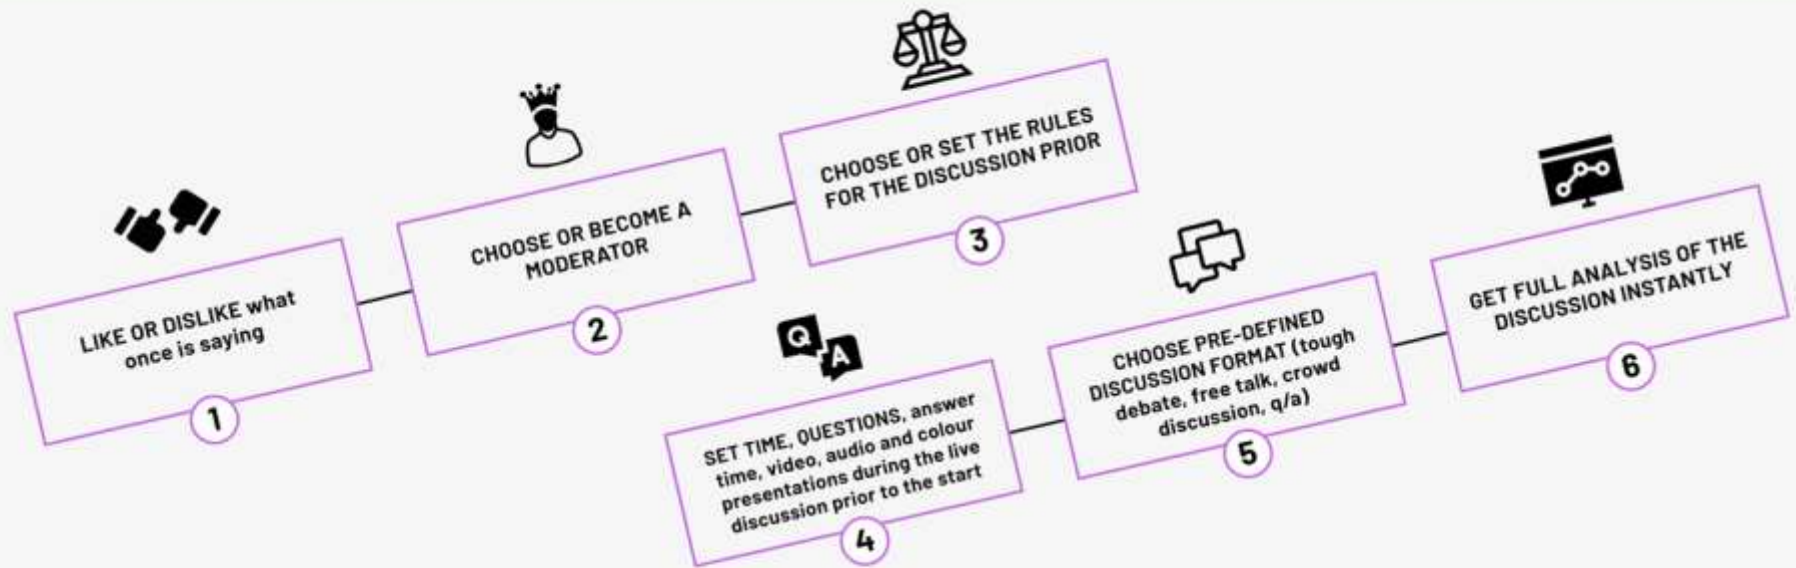 LIKE OR DISLIKE what
once is saying
1
CHOOSE OR BECOME A
MODERATOR
2
CHOOSE OR SET THE RULES
FOR THE DISCUSSION PRIOR
3
Q A
SET TIME, QUESTIONS, answer
time, video, audio and colour
presentations during the live
discussion prior to the start
4
CHOOSE PRE-DEFINED
DISCUSSION FORMAT (tough
debate, free talk, crowd
discussion, q/a)
5
GET FULL ANALYSIS OF THE
DISCUSSION INSTANTLY
6